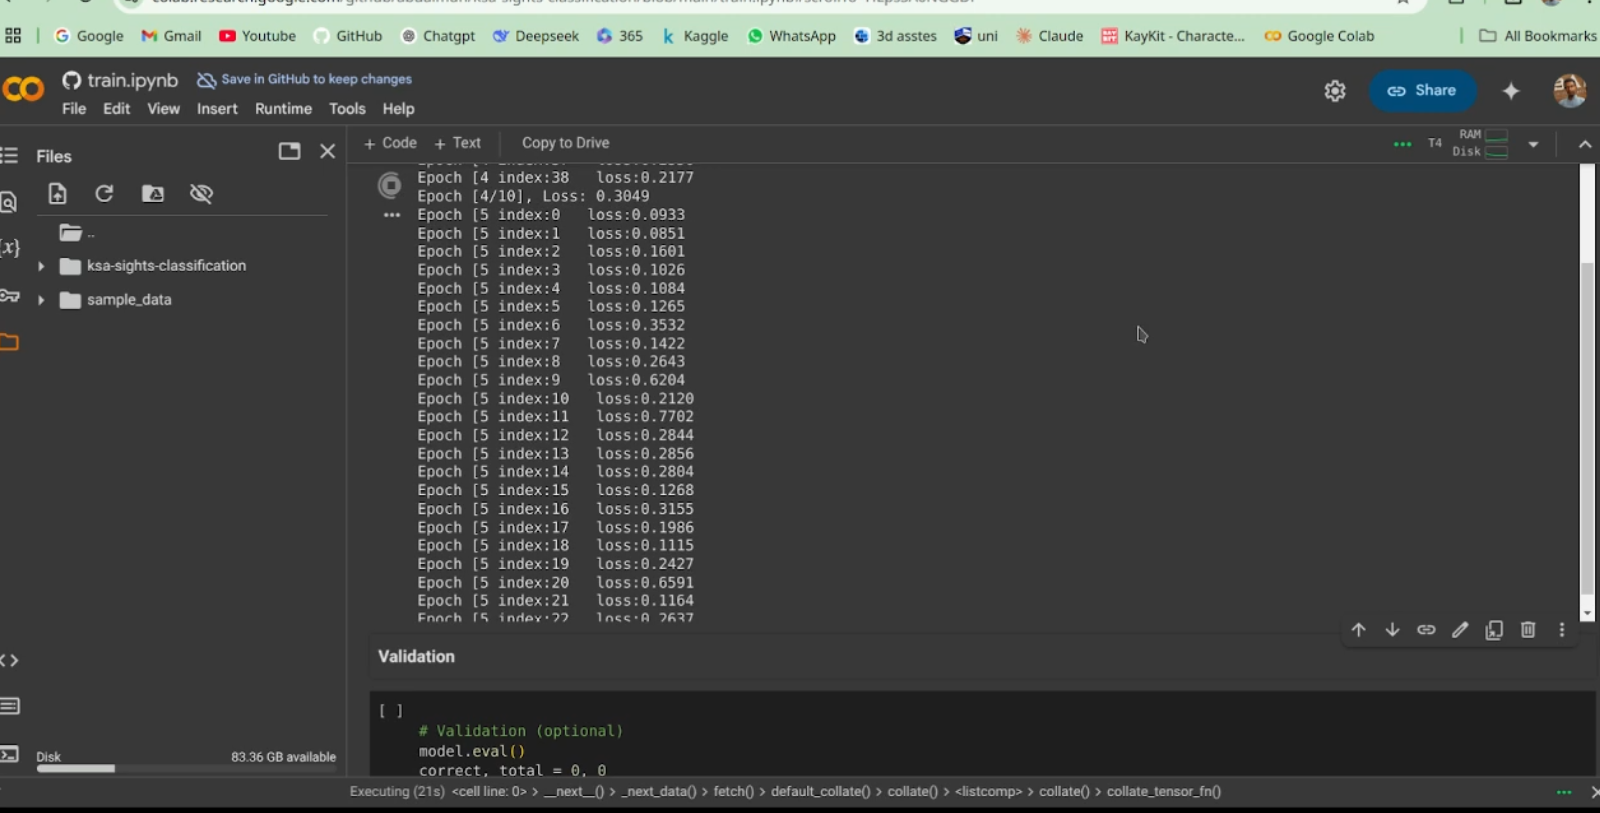 Google Gmail Youtube GitHub Chatgpt Deepseek 365 Kaggle WhatsApp 3d asstes uni Claude KayKit - Characte... Google Colab All Bookmarks
train.ipynb Save in GitHub to keep changes
Share
File Edit View Insert Runtime Tools Help
Files
+ Code + Text Copy to Drive
T4 RAM
Disk
Epoch [4 index:38 loss:0.2177
Epoch [4/10], Loss: 0.3049
Epoch [5 index:0 loss:0.0933
Epoch [5 index:1 loss:0.0851
Epoch [5 index:2 loss:0.1601
Epoch [5 index:3 loss:0.1026
Epoch [5 index:4 loss:0.1084
Epoch [5 index:5 loss:0.1265
Epoch [5 index:6 loss:0.3532
Epoch [5 index:7 loss:0.1422
Epoch [5 index:8 loss:0.2643
Epoch [5 index:9 loss:0.6204
Epoch [5 index:10 loss:0.2120
Epoch [5 index:11 loss:0.7702
Epoch [5 index:12 loss:0.2844
Epoch [5 index:13 loss:0.2856
Epoch [5 index:14 loss:0.2804
Epoch [5 index:15 loss:0.1268
Epoch [5 index:16 loss:0.3155
Epoch [5 index:17 loss:0.1986
Epoch [5 index:18 loss:0.1115
Epoch [5 index:19 loss:0.2427
Epoch [5 index:20 loss:0.6591
Epoch [5 index:21 loss:0.1164
Epoch [5 index:22 loss:0.2637
..
ksa-sights-classification
sample_data
{x}
Validation
[ ]
# Validation (optional)
model.eval()
correct, total = 0, 0
Disk 83.36 GB available
Executing (21s) <cell line: 0> > __next__() > _next_data() > fetch() > default_collate() > collate() > <listcomp> > collate() > collate_tensor_fn()